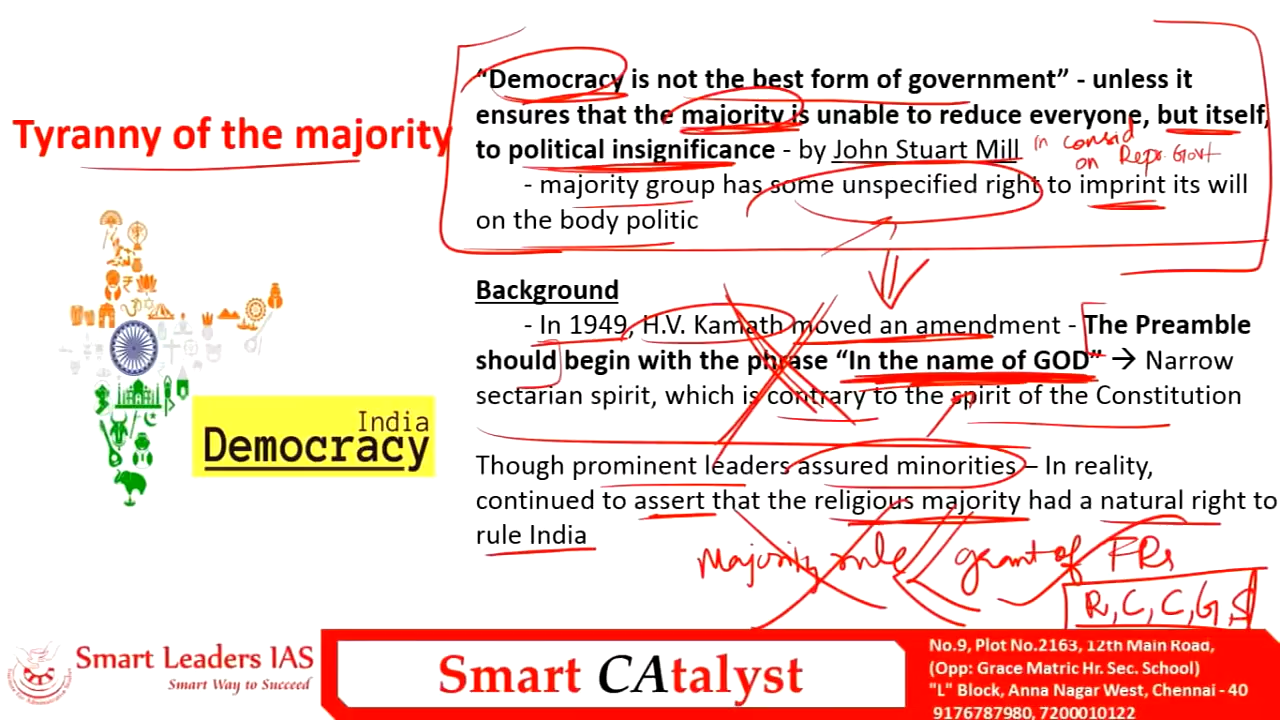 Tyranny of the majority
“Democracy is not the best form of government” - unless it
ensures that the majority is unable to reduce everyone, but itself,
to political insignificance - by John Stuart Mill
in consid
on Repr. Govt
- majority group has some unspecified right to imprint its will
on the body politic
Background
- In 1949, H.V. Kamath moved an amendment - The Preamble
should begin with the phrase “In the name of GOD” → Narrow
sectarian spirit, which is contrary to the spirit of the Constitution
India
Democracy
Though prominent leaders assured minorities – In reality,
continued to assert that the religious majority had a natural right to
rule India
Majority rule grant of FRs
R, C, C, G, S
Smart Leaders IAS
Smart Way to Succeed
Smart CAtalyst
No.9, Plot No.2163, 12th Main Road,
(Opp: Grace Matric Hr. Sec. School)
"L" Block, Anna Nagar West, Chennai - 40
9176787980, 7200010122